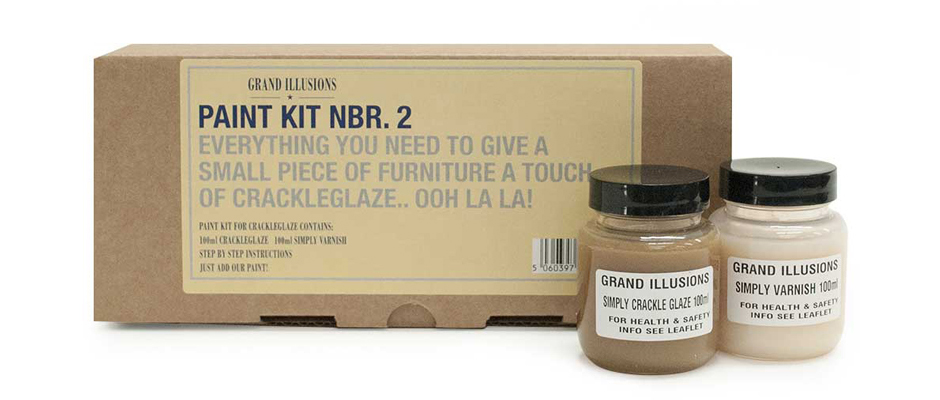 GRAND ILLUSIONS
PAINT KIT NBR. 2
EVERYTHING YOU NEED TO GIVE A
SMALL PIECE OF FURNITURE A TOUCH
OF CRACKLEGLAZE.. OOH LA LA!
PAINT KIT FOR CRACKLEGLAZE CONTAINS:
100ml CRACKLEGLAZE 100ml SIMPLY VARNISH
STEP BY STEP INSTRUCTIONS
JUST ADD OUR PAINT!
5 060397
GRAND ILLUSIONS
SIMPLY CRACKLE GLAZE 100ml
FOR HEALTH & SAFETY
INFO SEE LEAFLET
GRAND ILLUSIONS
SIMPLY VARNISH 100ml
FOR HEALTH & SAFETY
INFO SEE LEAFLET